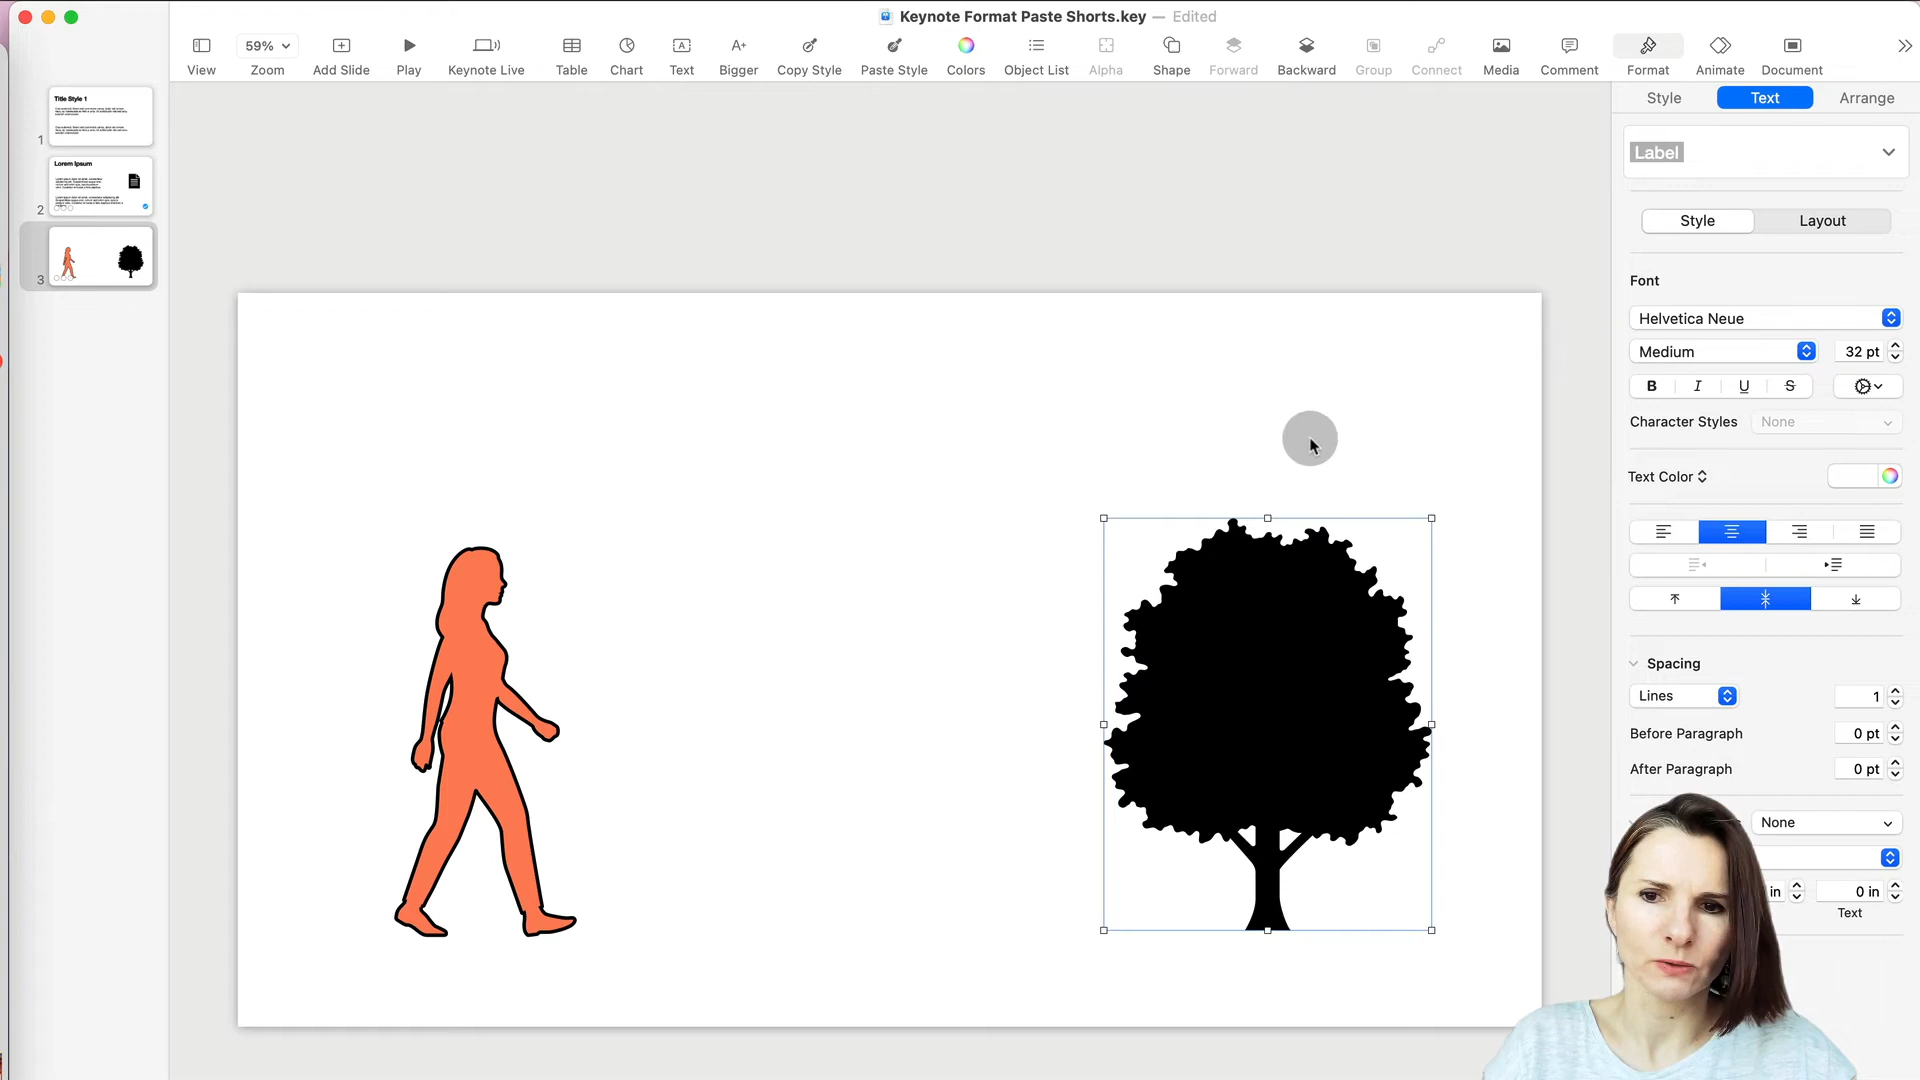 Keynote Format Paste Shorts.key — Edited
View
59%
Zoom
Add Slide
Play
Keynote Live
Table
Chart
Text
Bigger
Copy Style
Paste Style
Colors
Object List
Alpha
Shape
Forward
Backward
Group
Connect
Media
Comment
Format
Animate
Document
Style
Text
Arrange
Label
Style
Layout
Font
Helvetica Neue
Medium
32 pt
B
I
U
S
Character Styles
None
Text Color
Spacing
Lines
1
Before Paragraph
0 pt
After Paragraph
0 pt
None
in
0 in
Text
Title Style 1
1
Lorem Ipsum
2
3